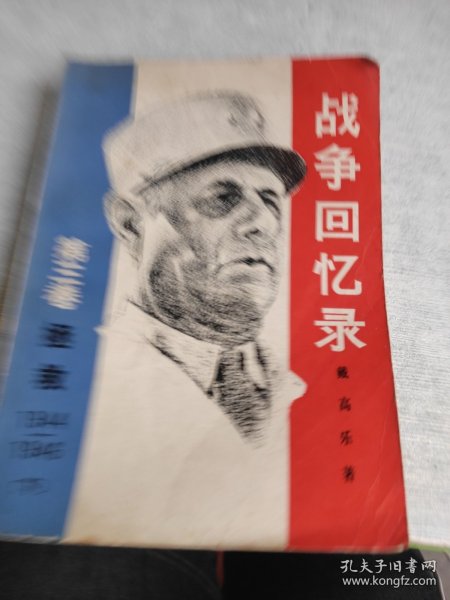 战争回忆录
戴高乐 著
第三卷
拯救
1944
1946
孔夫子旧书网
www.kongfz.com